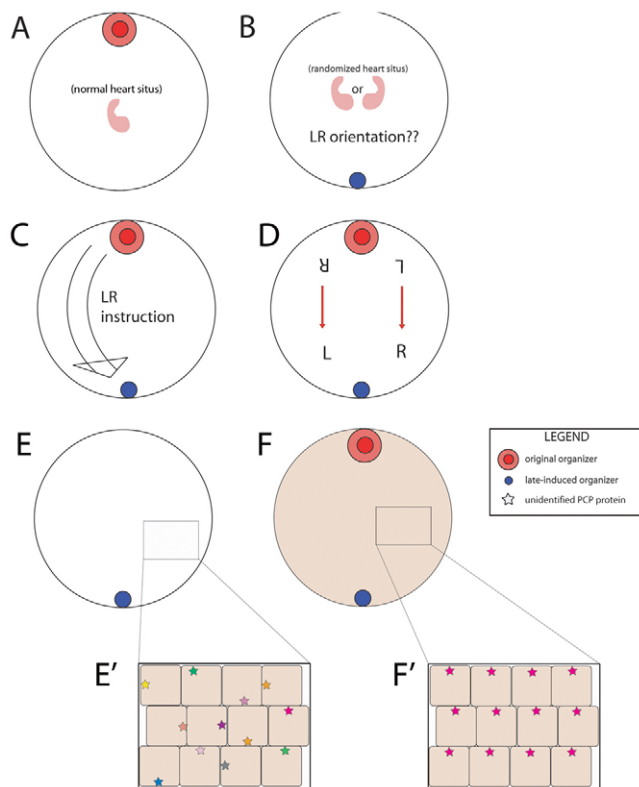 A
(normal heart situs)
B
(randomized heart situs)
or
LR orientation??
C
LR
instruction
D
R
L
L
R
E
F
LEGEND
original organizer
late-induced organizer
unidentified PCP protein
E'
F'